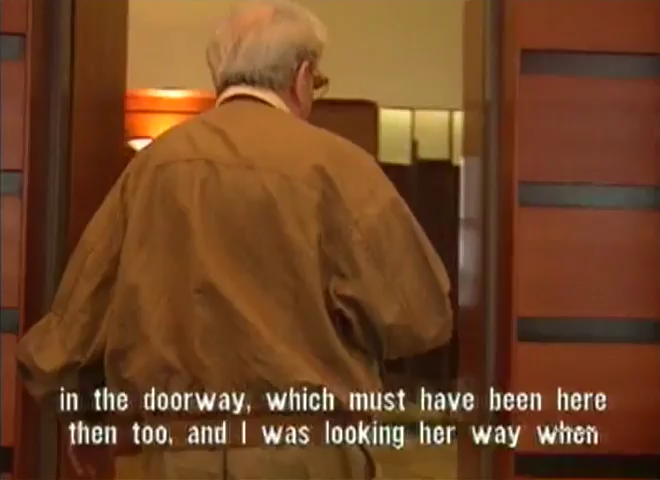 in the doorway, which must have been here
then too, and I was looking her way when